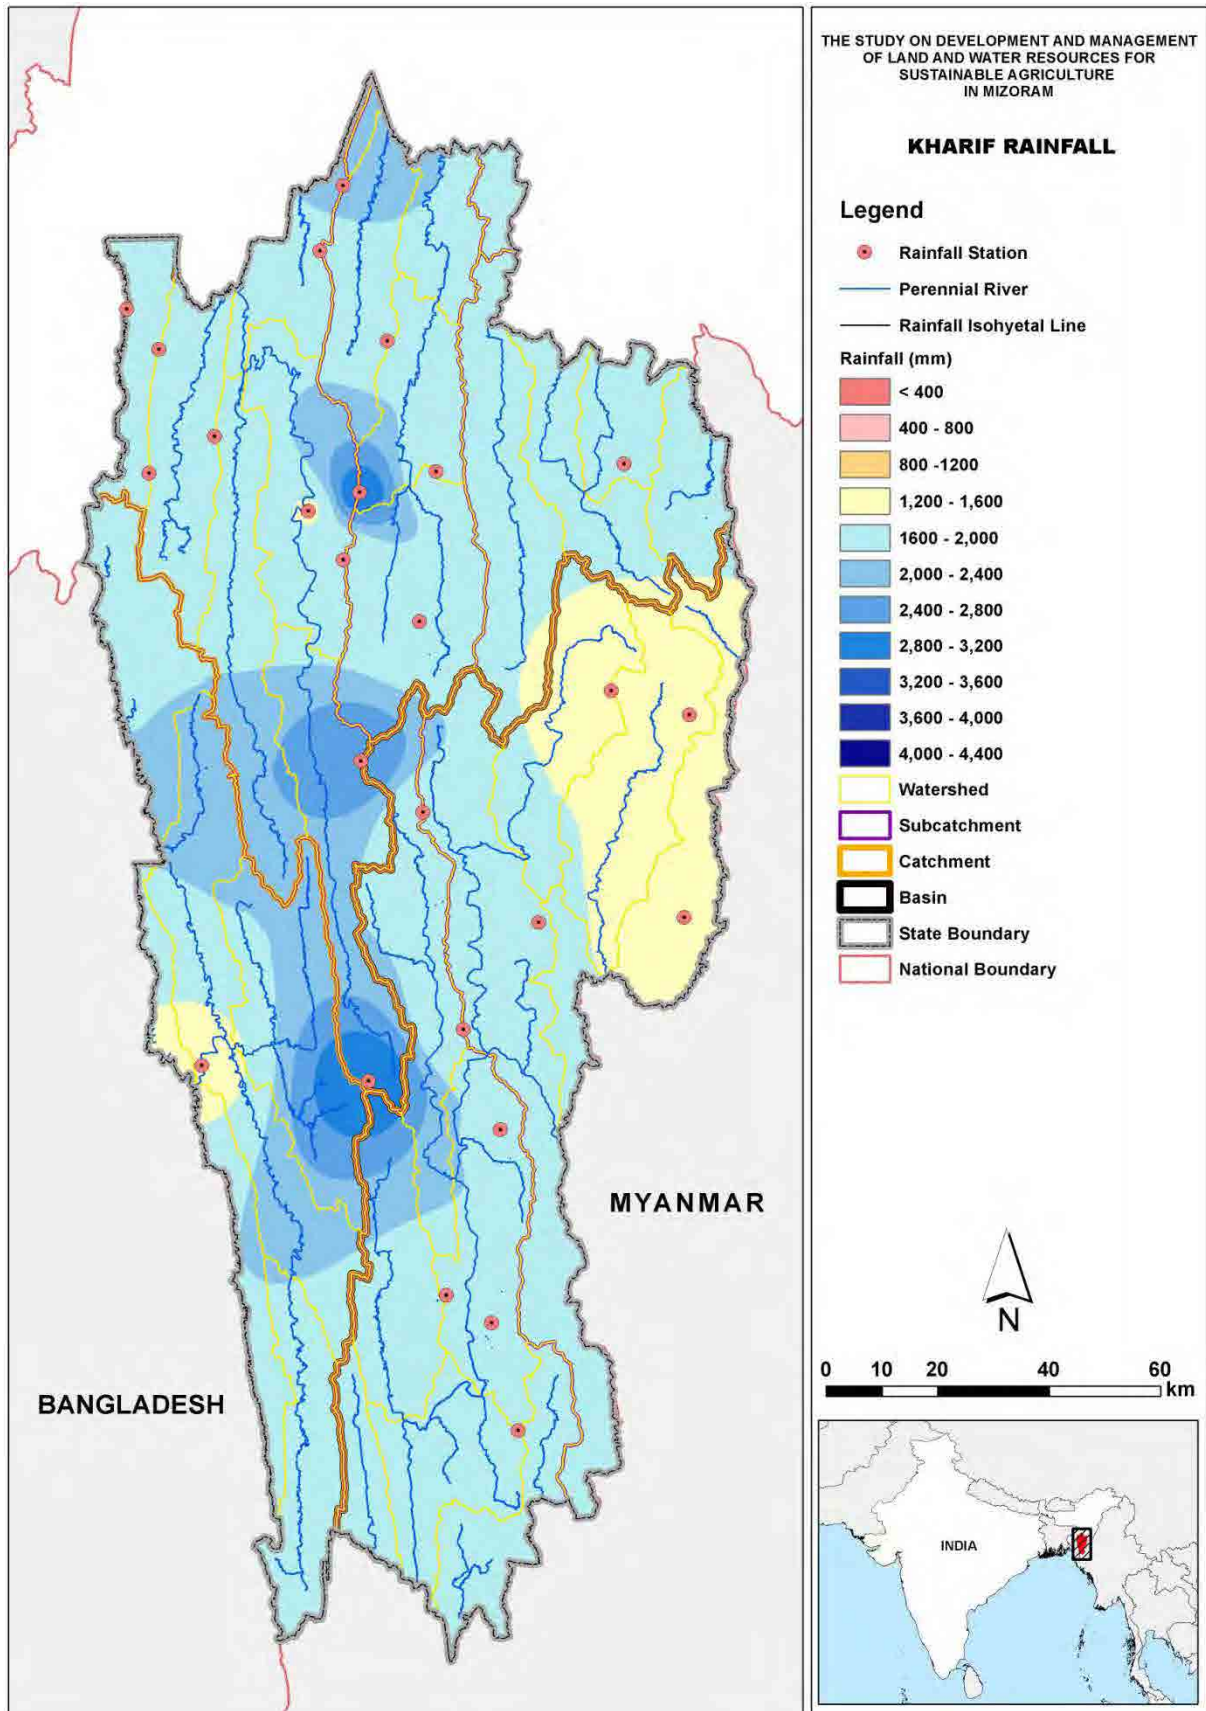 THE STUDY ON DEVELOPMENT AND MANAGEMENT
OF LAND AND WATER RESOURCES FOR
SUSTAINABLE AGRICULTURE
IN MIZORAM
KHARIF RAINFALL
Legend
Rainfall Station
Perennial River
Rainfall Isohyetal Line
Rainfall (mm)
< 400
400 - 800
800 -1200
1,200 - 1,600
1600 - 2,000
2,000 - 2,400
2,400 - 2,800
2,800 - 3,200
3,200 - 3,600
3,600 - 4,000
4,000 - 4,400
Watershed
Subcatchment
Catchment
Basin
State Boundary
National Boundary
MYANMAR
BANGLADESH
N
0 10 20 40 60
km
INDIA